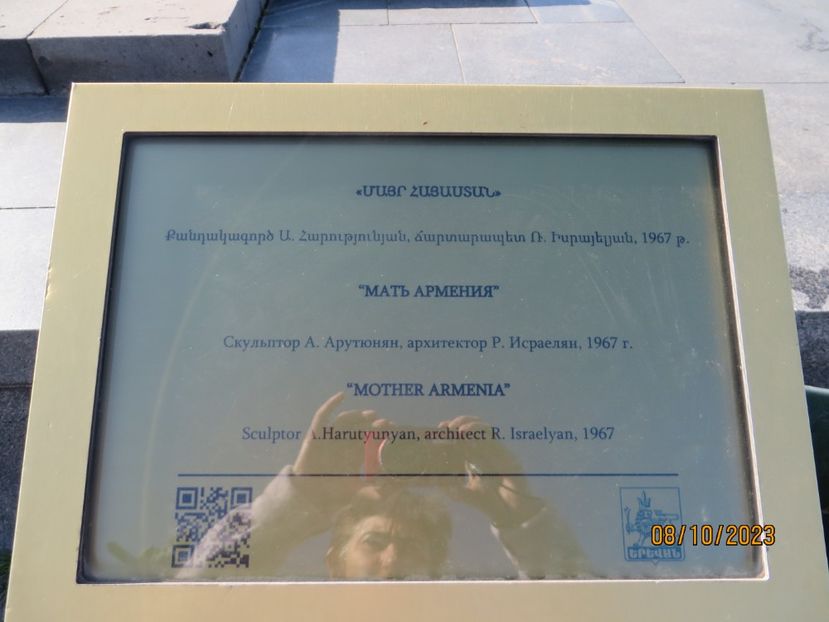 «ՄԱՅՐ ՀԱՅԱՍՏԱՆ»
Քանդակագործ Ա. Հարությունյան, ճարտարապետ Ռ. Իսրայելյան, 1967 թ.
“МАТЬ АРМЕНИЯ”
Скульптор А. Арутюнян, архитектор Р. Исраелян, 1967 г.
“MOTHER ARMENIA”
Sculptor A.Harutyunyan, architect R. Israelyan, 1967
ԵՐԵՎԱՆ
08/10/2023